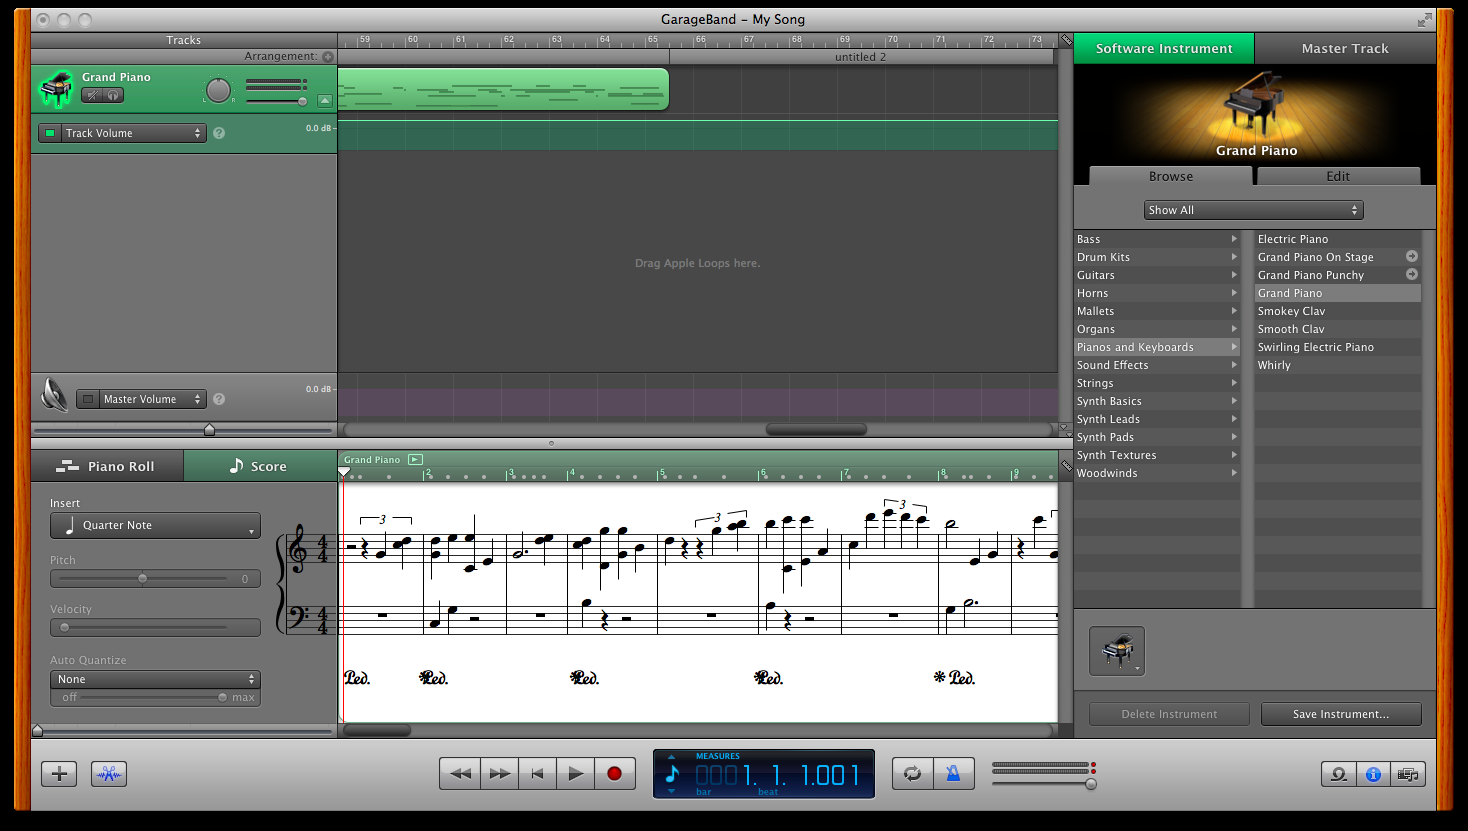 GarageBand – My Song
Tracks
59 60 61 62 63 64 65 66 67 68 69 70 71 72 73
Arrangement:
untitled 2
Grand Piano
L R
Track Volume
?
0.0 dB
Drag Apple Loops here.
Master Volume
?
0.0 dB
Piano Roll
Score
Grand Piano
2 3 4 5 6 7 8 9
Insert
Quarter Note
Pitch
0
Velocity
Auto Quantize
None
off max
3 3 3
4 4
4 4
Ped. Ped. Ped. Ped. Ped.
MEASURES
0001. 1. 1.001
bar beat
Software Instrument
Master Track
Grand Piano
Browse
Edit
Show All
Bass
Drum Kits
Guitars
Horns
Mallets
Organs
Pianos and Keyboards
Sound Effects
Strings
Synth Basics
Synth Leads
Synth Pads
Synth Textures
Woodwinds
Electric Piano
Grand Piano On Stage
Grand Piano Punchy
Grand Piano
Smokey Clav
Smooth Clav
Swirling Electric Piano
Whirly
Delete Instrument
Save Instrument...